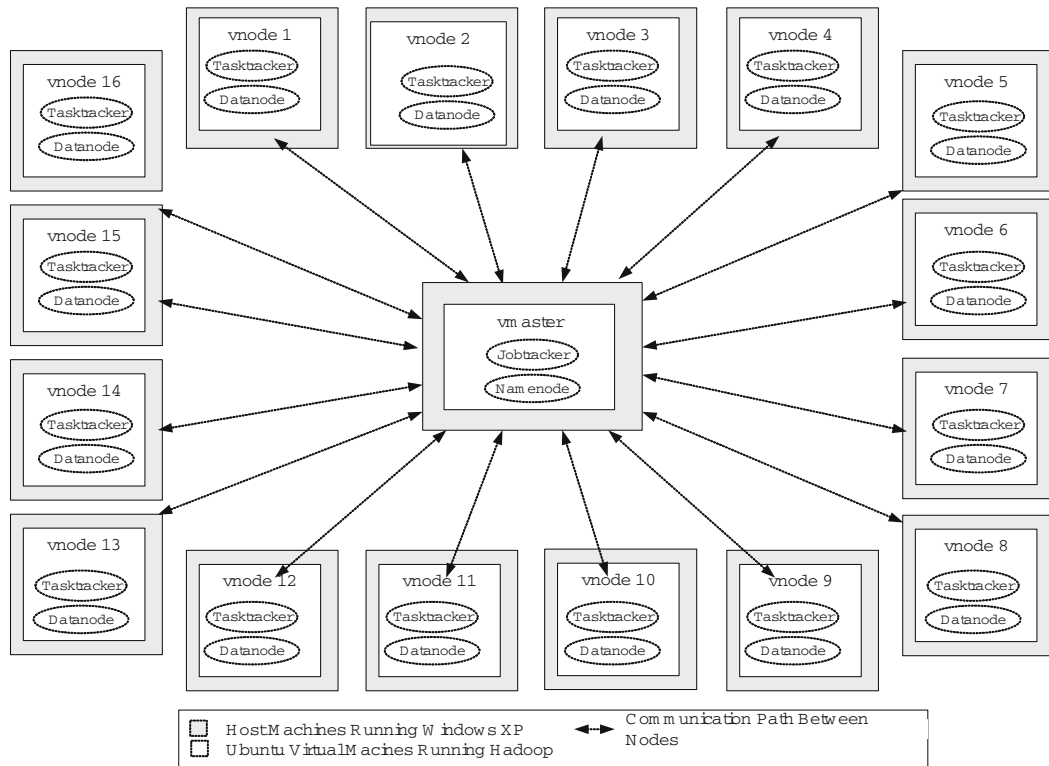 vnode 1
Tasktracker
Datanode
vnode 2
Tasktracker
Datanode
vnode 3
Tasktracker
Datanode
vnode 4
Tasktracker
Datanode
vnode 16
Tasktracker
Datanode
vnode 5
Tasktracker
Datanode
vnode 15
Tasktracker
Datanode
vnode 6
Tasktracker
Datanode
vmaster
Jobtracker
Namenode
vnode 14
Tasktracker
Datanode
vnode 7
Tasktracker
Datanode
vnode 13
Tasktracker
Datanode
vnode 12
Tasktracker
Datanode
vnode 11
Tasktracker
Datanode
vnode 10
Tasktracker
Datanode
vnode 9
Tasktracker
Datanode
vnode 8
Tasktracker
Datanode
Host Machines Running Windows XP
Ubuntu Virtual Macines Running Hadoop
Communication Path Between
Nodes